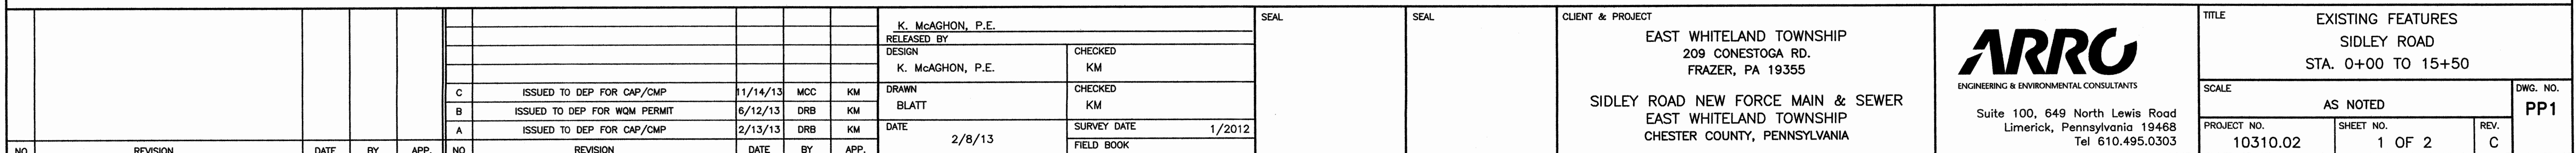 C ISSUED TO DEP FOR CAP/CMP 11/14/13 MCC KM
B ISSUED TO DEP FOR WQM PERMIT 6/12/13 DRB KM
A ISSUED TO DEP FOR CAP/CMP 2/13/13 DRB KM
NO REVISION DATE BY APP. NO REVISION DATE BY APP.
K. McAGHON, P.E.
RELEASED BY
DESIGN CHECKED
K. McAGHON, P.E. KM
DRAWN CHECKED
BLATT KM
DATE SURVEY DATE 1/2012
2/8/13 FIELD BOOK
SEAL SEAL
CLIENT & PROJECT
EAST WHITELAND TOWNSHIP
209 CONESTOGA RD.
FRAZER, PA 19355
SIDLEY ROAD NEW FORCE MAIN & SEWER
EAST WHITELAND TOWNSHIP
CHESTER COUNTY, PENNSYLVANIA
ARRO
ENGINEERING & ENVIRONMENTAL CONSULTANTS
Suite 100, 649 North Lewis Road
Limerick, Pennsylvania 19468
Tel 610.495.0303
TITLE
EXISTING FEATURES
SIDLEY ROAD
STA. 0+00 TO 15+50
SCALE
AS NOTED
DWG. NO.
PP1
PROJECT NO. SHEET NO. REV.
10310.02 1 OF 2 C